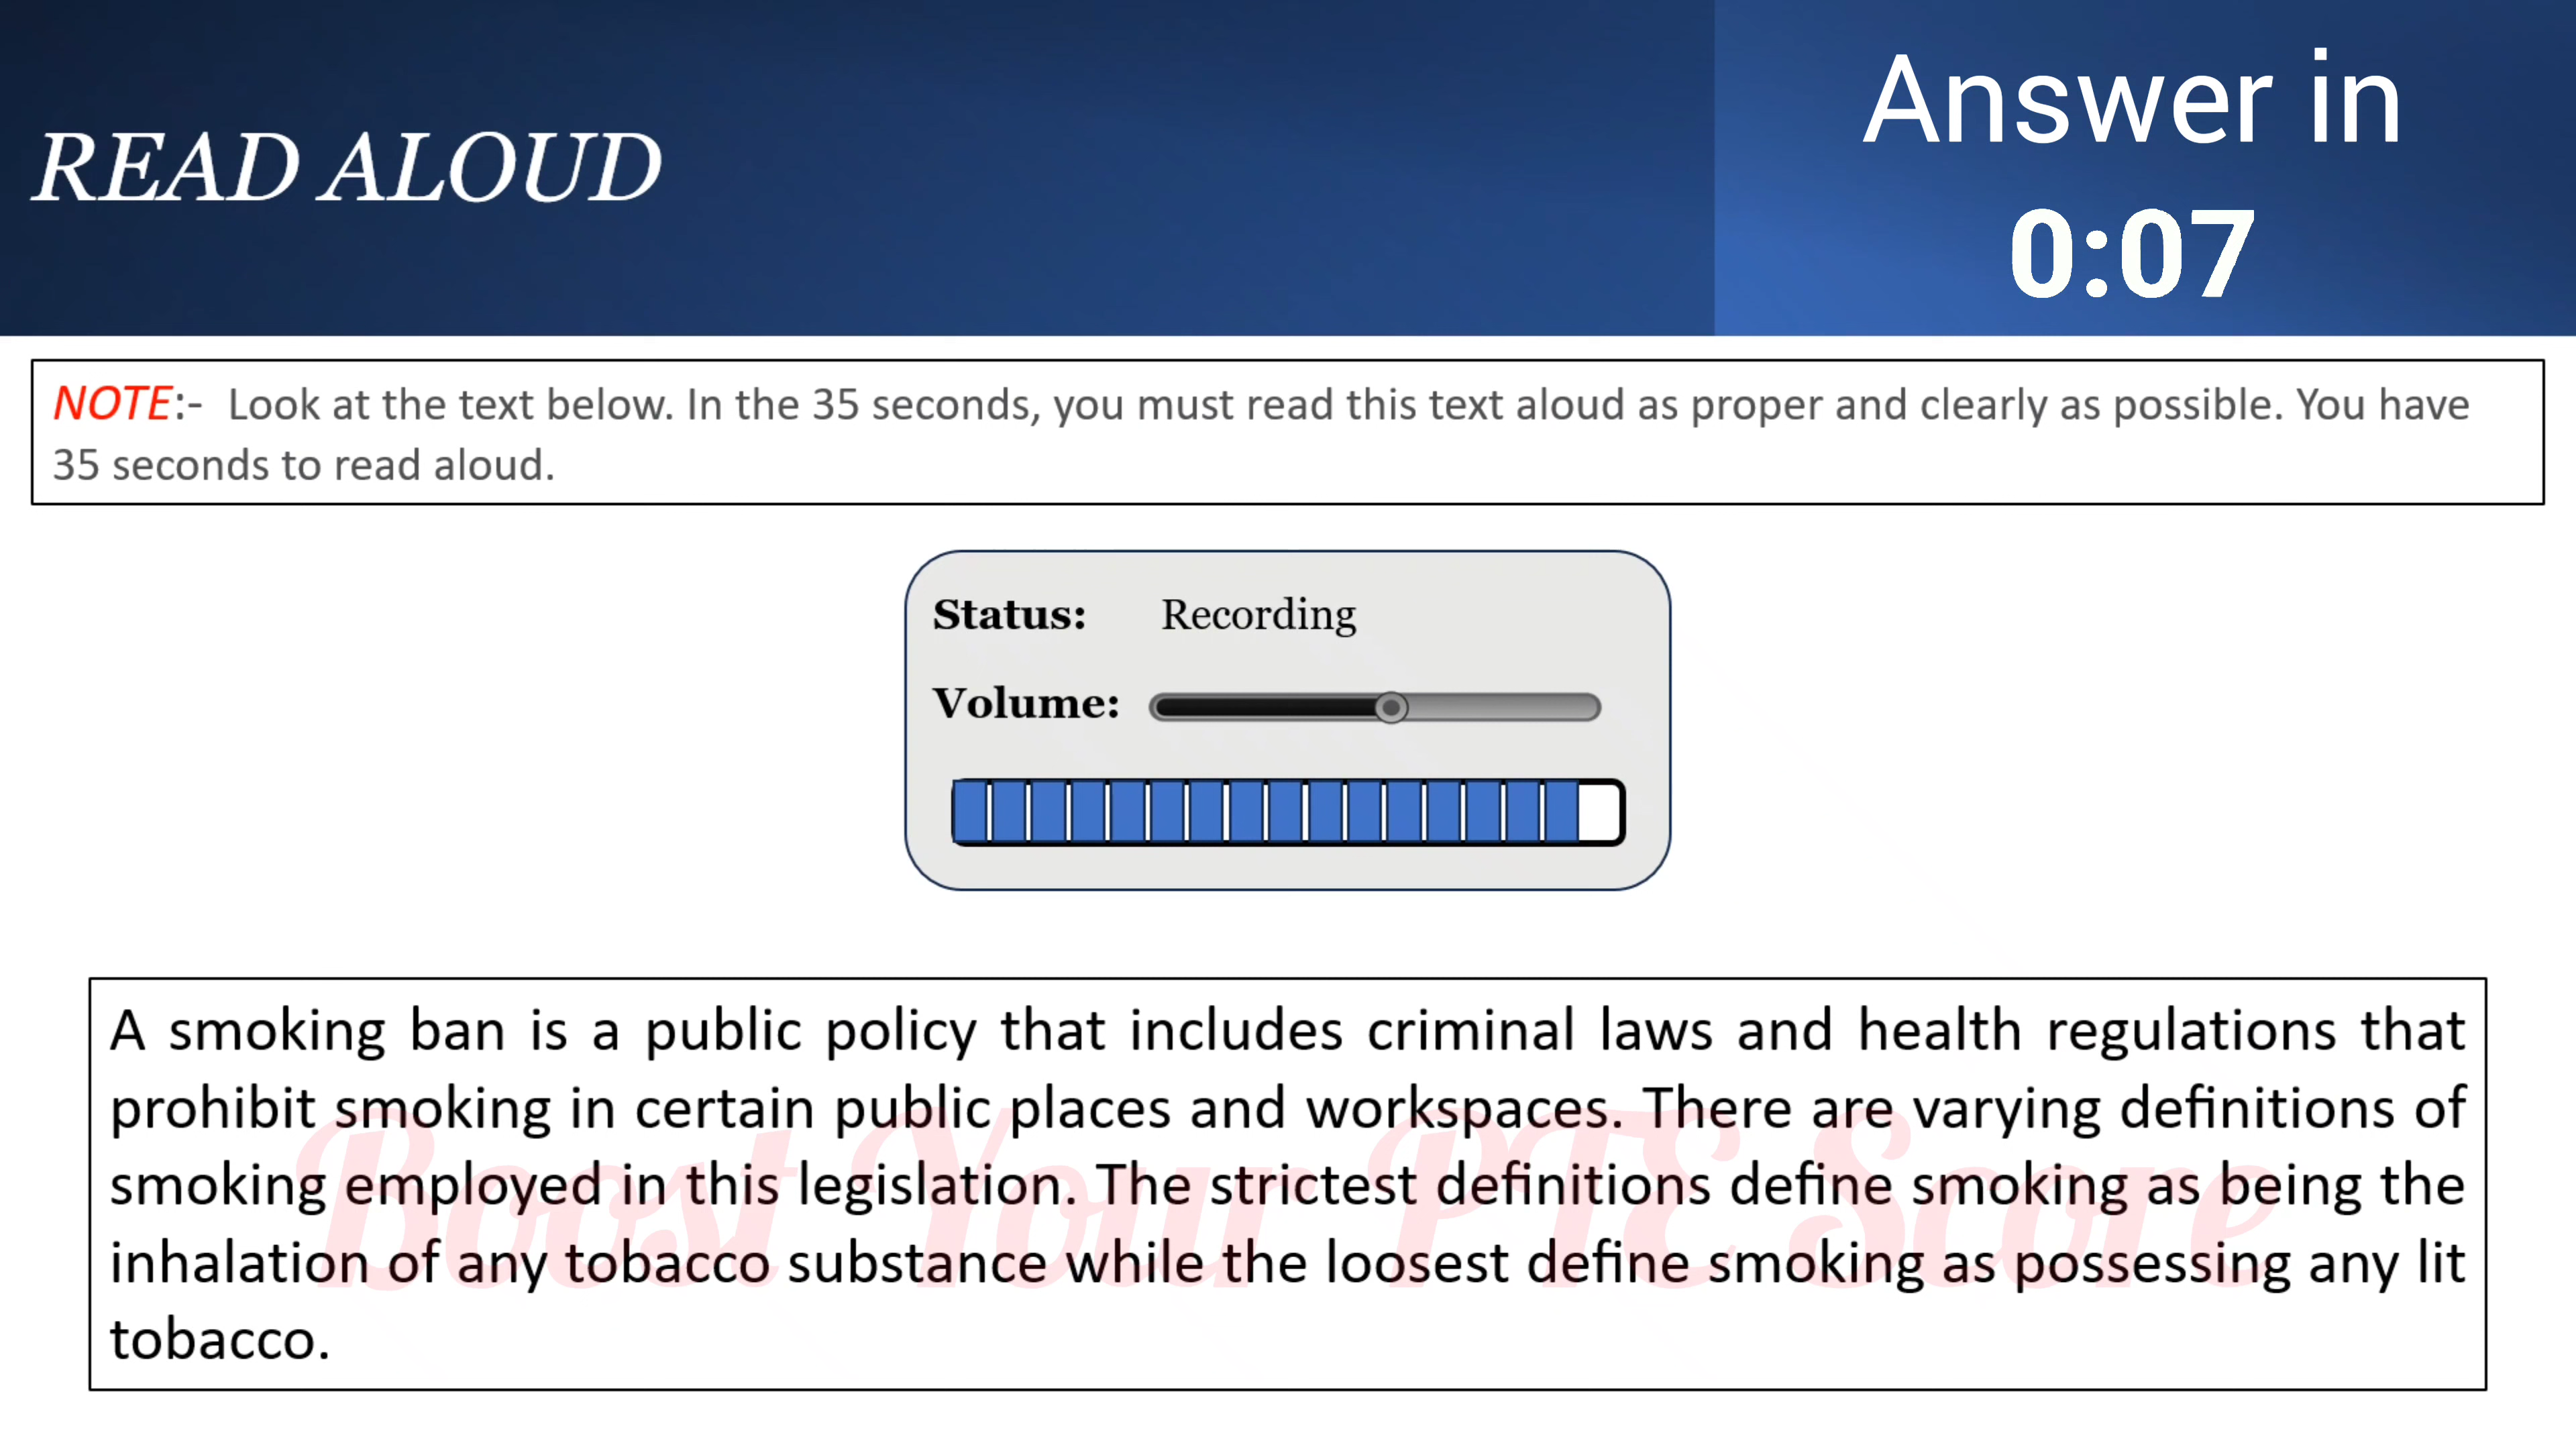 READ ALOUD
Answer in
0:07
NOTE:- Look at the text below. In the 35 seconds, you must read this text aloud as proper and clearly as possible. You have
35 seconds to read aloud.
Status: Recording
Volume:
A smoking ban is a public policy that includes criminal laws and health regulations that
prohibit smoking in certain public places and workspaces. There are varying definitions of
smoking employed in this legislation. The strictest definitions define smoking as being the
inhalation of any tobacco substance while the loosest define smoking as possessing any lit
tobacco.
Boost Your PTE Score